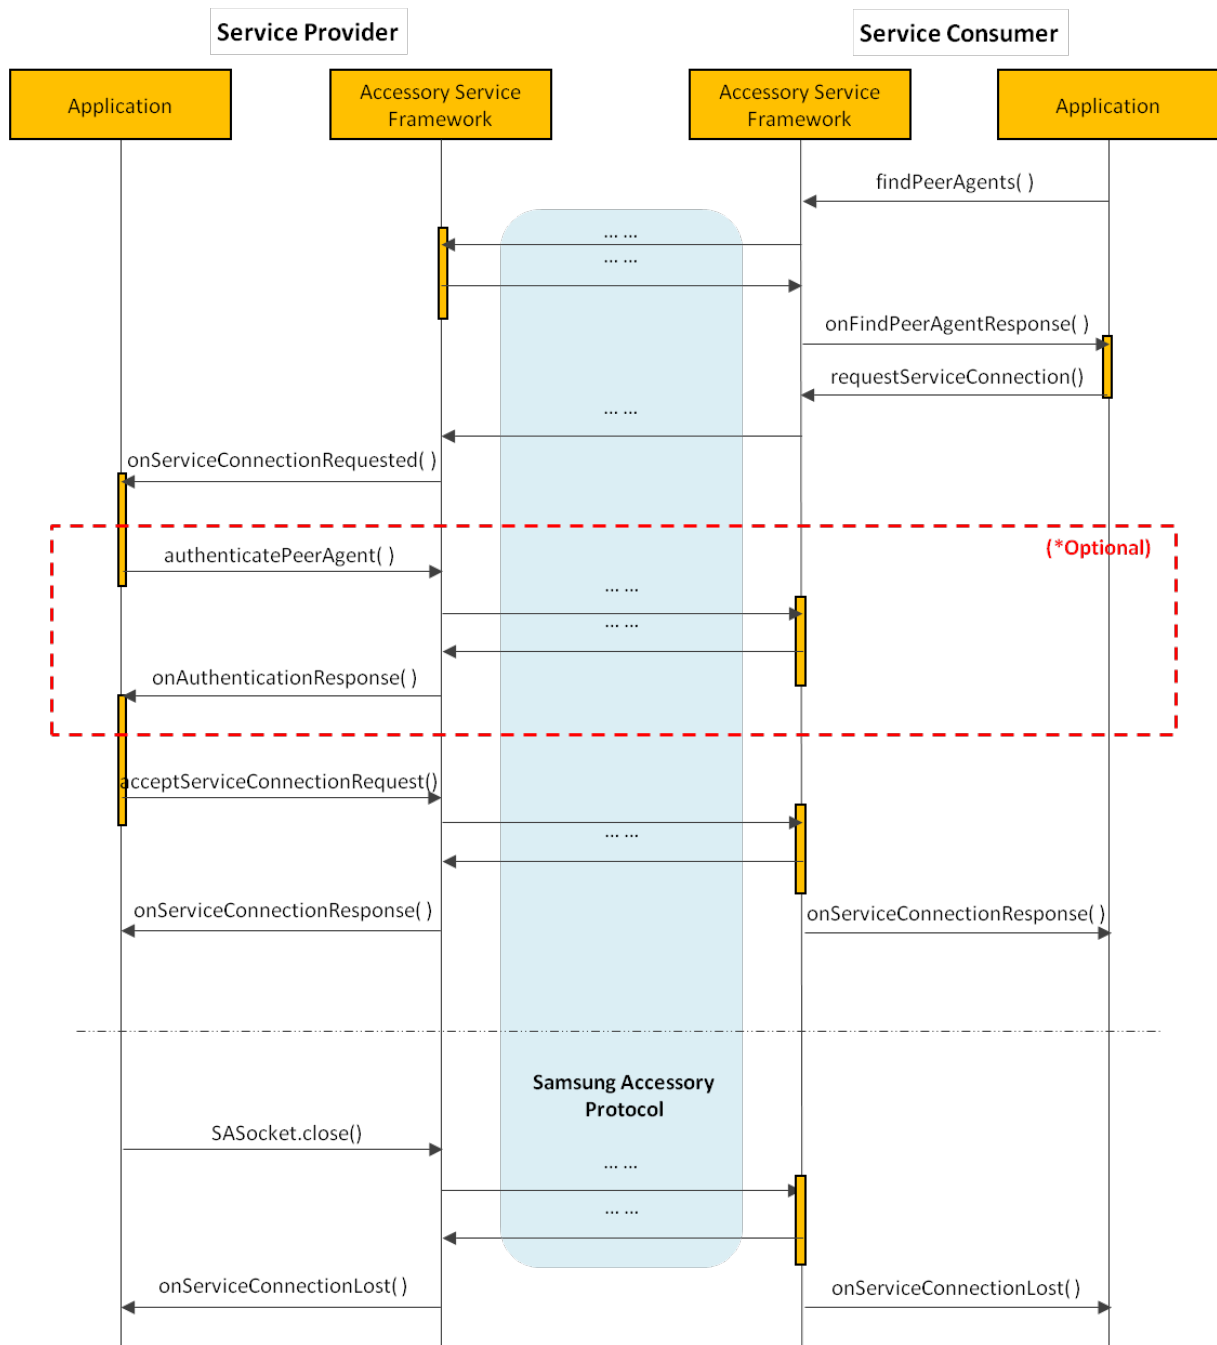 Service Provider
Service Consumer
Application
Accessory Service
Framework
Accessory Service
Framework
Application
findPeerAgents( )
... ...
... ...
onFindPeerAgentResponse( )
requestServiceConnection()
... ...
onServiceConnectionRequested( )
(*Optional)
authenticatePeerAgent( )
... ...
... ...
onAuthenticationResponse( )
acceptServiceConnectionRequest()
... ...
onServiceConnectionResponse( )
onServiceConnectionResponse( )
Samsung Accessory
Protocol
SASocket.close()
... ...
... ...
onServiceConnectionLost( )
onServiceConnectionLost( )